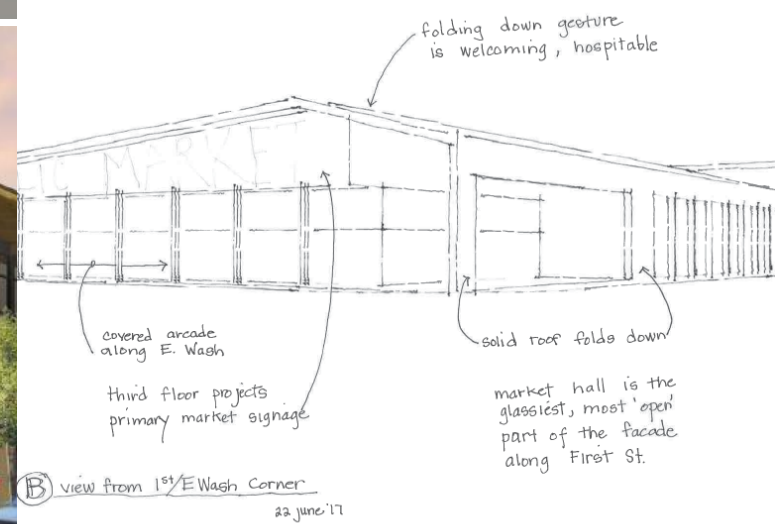 folding down gesture
is welcoming, hospitable
LIC MARKET
covered arcade
along E. Wash
third floor projects
primary market signage
solid roof folds down
market hall is the
glassiest, most 'open'
part of the facade
along First St.
B view from 1st/E Wash Corner
22 june '17